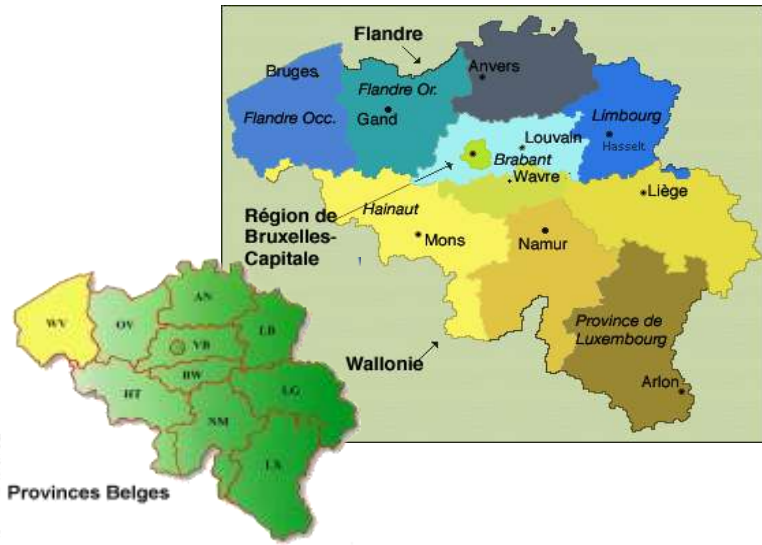 Flandre
Bruges
Anvers
Flandre Or.
Flandre Occ.
Gand
Limbourg
Louvain
Hasselt
Brabant
Wavre
Liège
Hainaut
Région de
Bruxelles-
Capitale
Mons
Namur
Province de
Luxembourg
Wallonie
Arlon
WV
OV
AN
LB
VB
BW
HT
LG
NM
LX
Provinces Belges